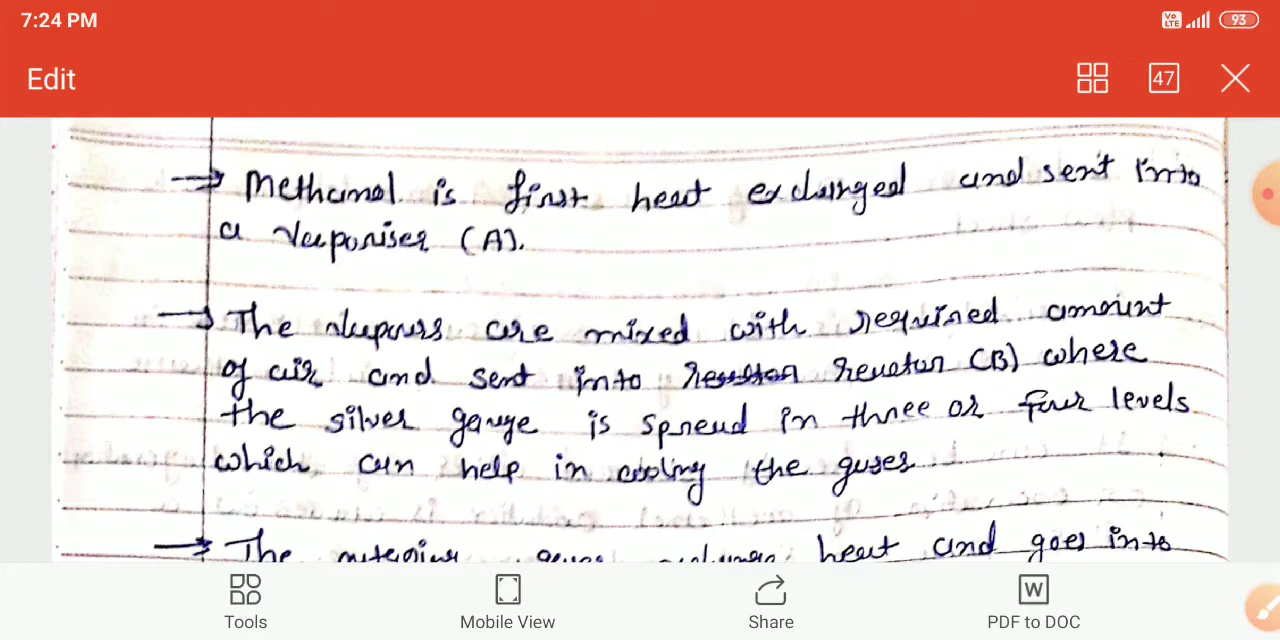 7:24 PM
Vo LTE 93
Edit
47
→ Methanol is first heat exchanged and sent into
a Vaporiser (A).
→ The vapours are mixed with required amount
of air and sent into reactor (B) where
the silver gauge is spread in three or four levels
which can help in cooling the gases
→ The heat and goes into
Tools
Mobile View
Share
W
PDF to DOC